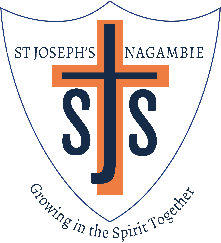 ST JOSEPH'S NAGAMBIE
SJS
Growing in the Spirit Together